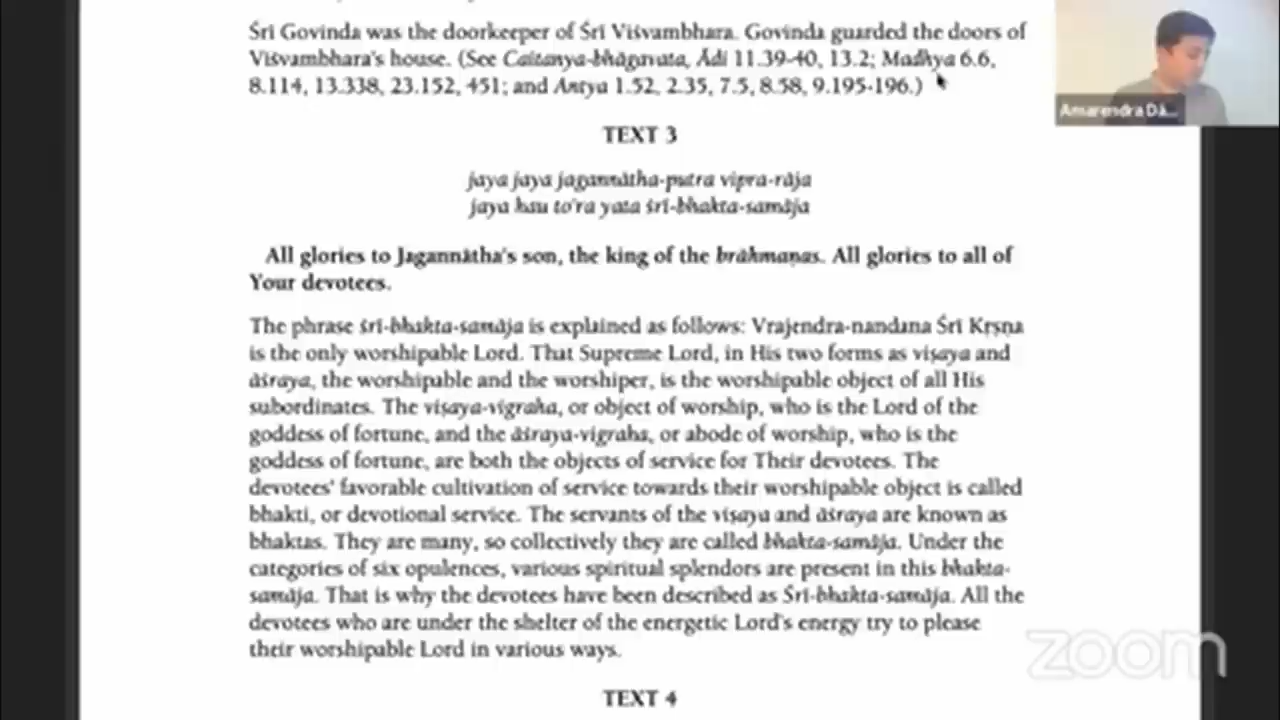 Śrī Govinda was the doorkeeper of Śrī Viśvambhara. Govinda guarded the doors of
Viśvambhara's house. (See Caitanya-bhāgavata, Ādi 11.39-40, 13.2; Madhya 6.6,
8.114, 13.338, 23.152, 451; and Antya 1.52, 2.35, 7.5, 8.58, 9.195-196.)
Amarendra Dā...
TEXT 3
jaya jaya jagannātha-putra vipra-rāja
jaya hau to'ra yata śrī-bhakta-samāja
All glories to Jagannātha's son, the king of the brāhmaṇas. All glories to all of
Your devotees.
The phrase śrī-bhakta-samāja is explained as follows: Vrajendra-nandana Śrī Kṛṣṇa
is the only worshipable Lord. That Supreme Lord, in His two forms as viṣaya and
āśraya, the worshipable and the worshiper, is the worshipable object of all His
subordinates. The viṣaya-vigraha, or object of worship, who is the Lord of the
goddess of fortune, and the āśraya-vigraha, or abode of worship, who is the
goddess of fortune, are both the objects of service for Their devotees. The
devotees' favorable cultivation of service towards their worshipable object is called
bhakti, or devotional service. The servants of the viṣaya and āśraya are known as
bhaktas. They are many, so collectively they are called bhakta-samāja. Under the
categories of six opulences, various spiritual splendors are present in this bhakta-
samāja. That is why the devotees have been described as Śrī-bhakta-samāja. All the
devotees who are under the shelter of the energetic Lord's energy try to please
their worshipable Lord in various ways.
zoom
TEXT 4